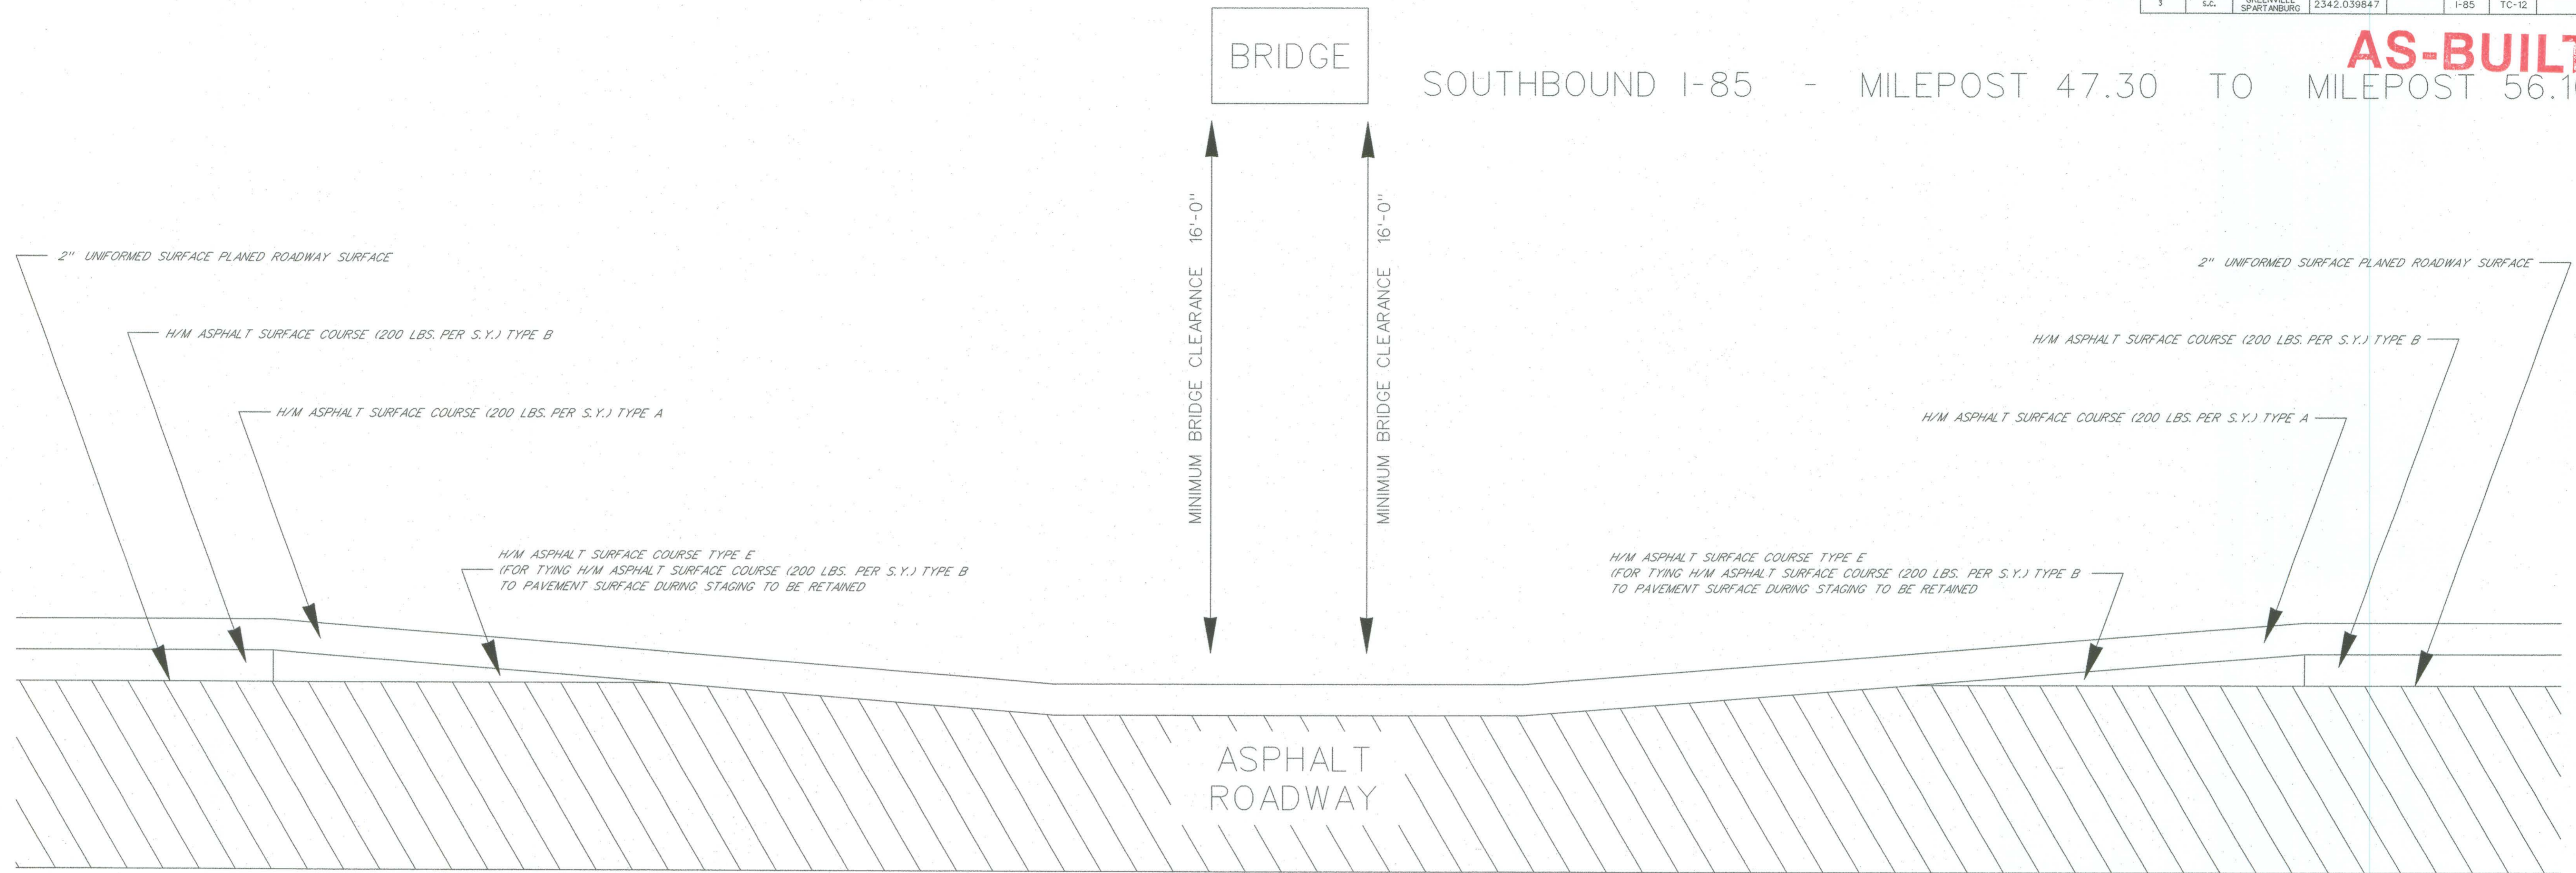 3 S.C. GREENVILLE SPARTANBURG 2342.039847 I-85 TC-12
AS-BUILT
BRIDGE
SOUTHBOUND I-85 - MILEPOST 47.30 TO MILEPOST 56.10
MINIMUM BRIDGE CLEARANCE 16'-0"
MINIMUM BRIDGE CLEARANCE 16'-0"
2" UNIFORMED SURFACE PLANED ROADWAY SURFACE
2" UNIFORMED SURFACE PLANED ROADWAY SURFACE
H/M ASPHALT SURFACE COURSE (200 LBS. PER S.Y.) TYPE B
H/M ASPHALT SURFACE COURSE (200 LBS. PER S.Y.) TYPE B
H/M ASPHALT SURFACE COURSE (200 LBS. PER S.Y.) TYPE A
H/M ASPHALT SURFACE COURSE (200 LBS. PER S.Y.) TYPE A
H/M ASPHALT SURFACE COURSE TYPE E
(FOR TYING H/M ASPHALT SURFACE COURSE (200 LBS. PER S.Y.) TYPE B
TO PAVEMENT SURFACE DURING STAGING TO BE RETAINED
H/M ASPHALT SURFACE COURSE TYPE E
(FOR TYING H/M ASPHALT SURFACE COURSE (200 LBS. PER S.Y.) TYPE B
TO PAVEMENT SURFACE DURING STAGING TO BE RETAINED
ASPHALT
ROADWAY